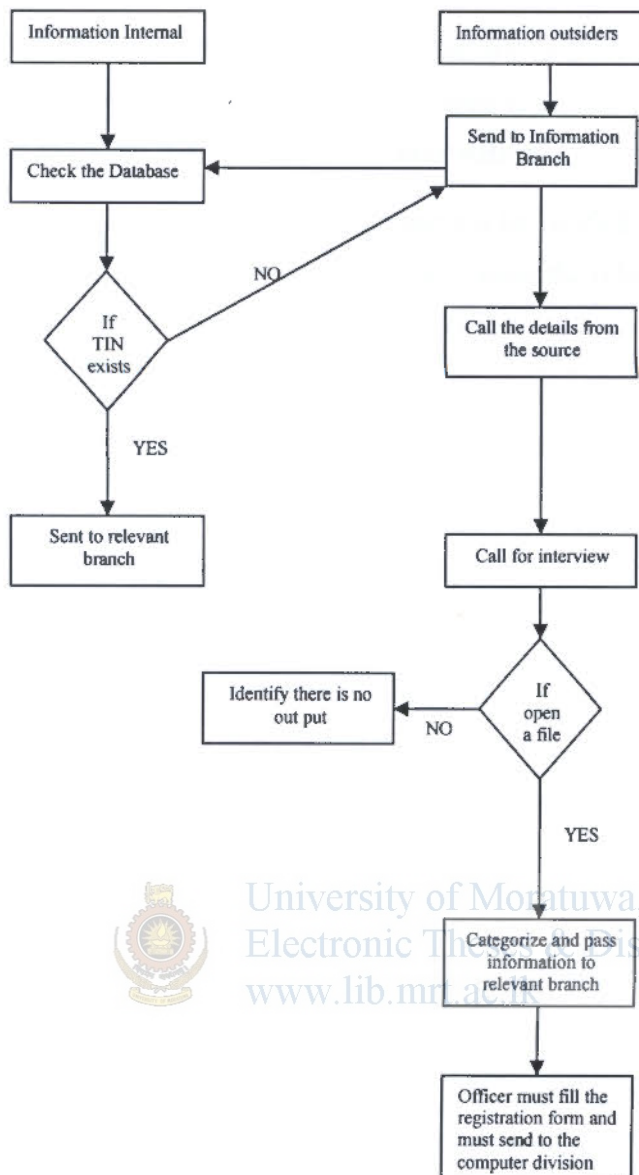 Information Internal
Information outsiders
Check the Database
Send to Information
Branch
NO
If
TIN
exists
Call the details from
the source
YES
Sent to relevant
branch
Call for interview
Identify there is no
out put
NO
If
open
a file
YES
University of Moratuwa
Electronic Theses & Dis
www.lib.mrt.ac.lk
Categorize and pass
information to
relevant branch
Officer must fill the
registration form and
must send to the
computer division